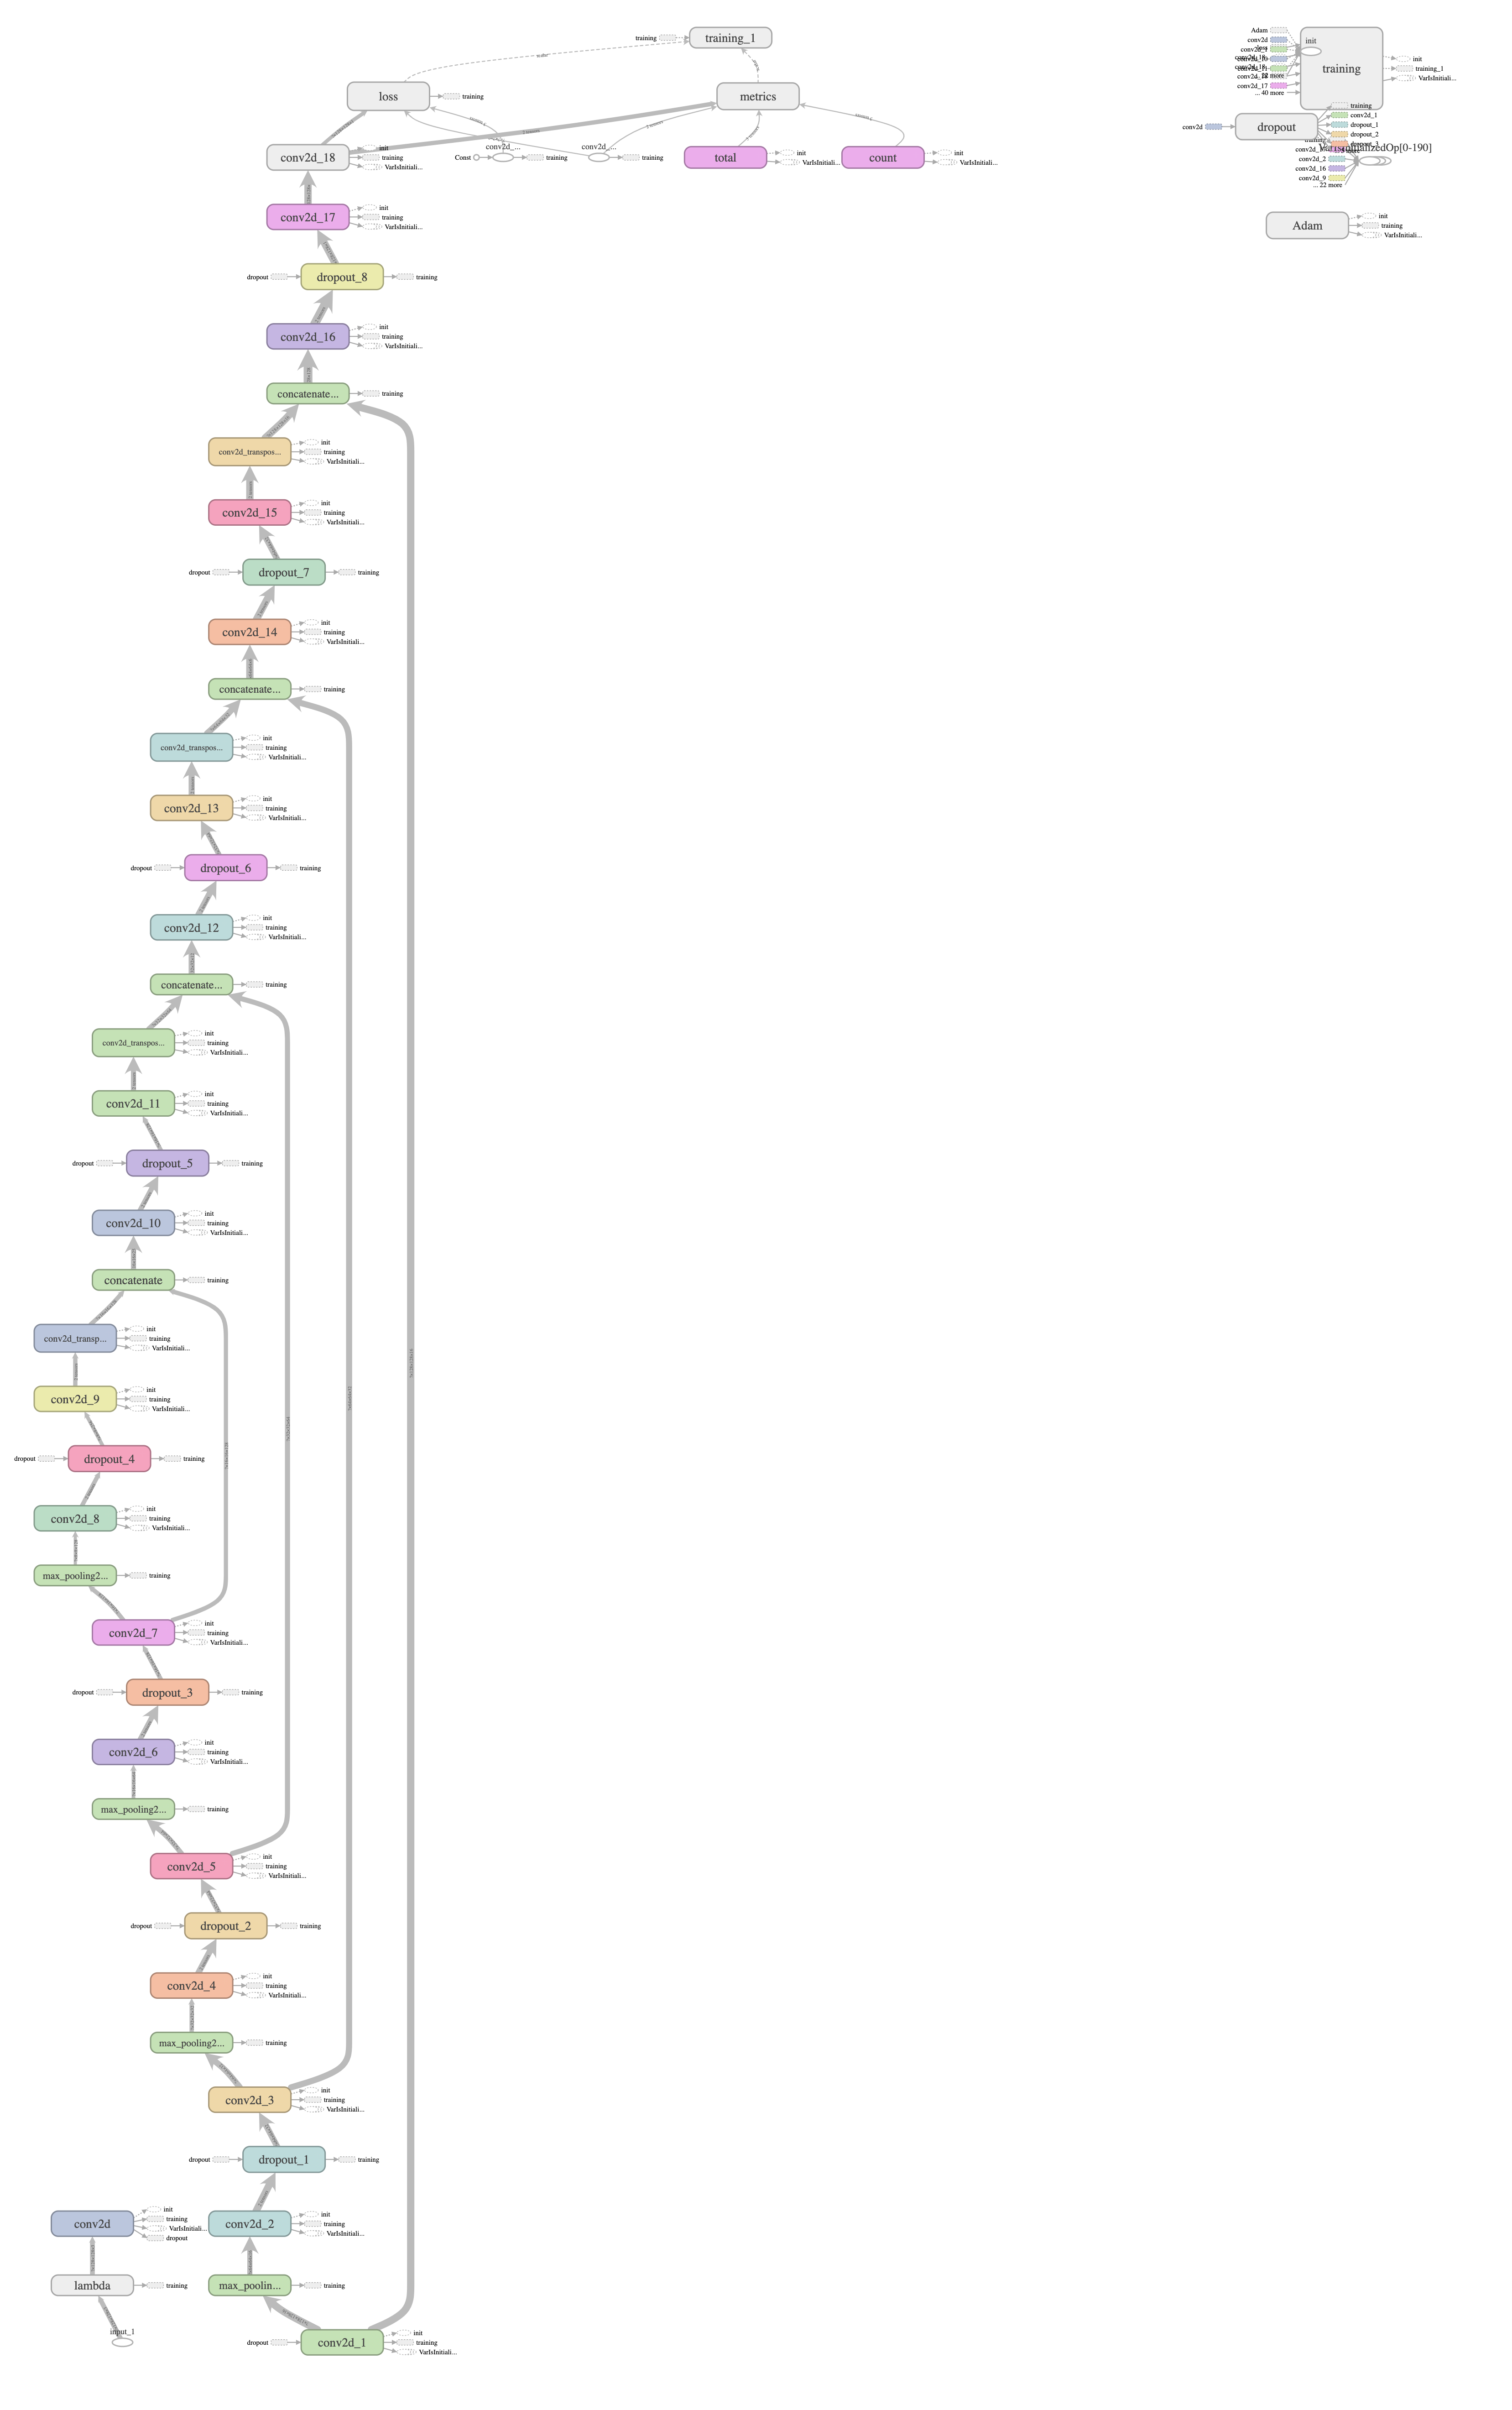 training
training_1
loss
training
metrics
conv2d_18
init
training
VarIsInitiali...
Const
conv2d_...
training
conv2d_...
training
total
init
VarIsInitiali...
count
init
VarIsInitiali...
conv2d_17
init
training
VarIsInitiali...
dropout
dropout_8
training
conv2d_16
init
training
VarIsInitiali...
concatenate...
training
conv2d_transpos...
init
training
VarIsInitiali...
conv2d_15
init
training
VarIsInitiali...
dropout
dropout_7
training
conv2d_14
init
training
VarIsInitiali...
concatenate...
training
conv2d_transpos...
init
training
VarIsInitiali...
conv2d_13
init
training
VarIsInitiali...
dropout
dropout_6
training
conv2d_12
init
training
VarIsInitiali...
concatenate...
training
conv2d_transpos...
init
training
VarIsInitiali...
conv2d_11
init
training
VarIsInitiali...
dropout
dropout_5
training
conv2d_10
init
training
VarIsInitiali...
concatenate
training
conv2d_transp...
init
training
VarIsInitiali...
conv2d_9
init
training
VarIsInitiali...
dropout
dropout_4
training
conv2d_8
init
training
VarIsInitiali...
max_pooling2...
training
conv2d_7
init
training
VarIsInitiali...
dropout
dropout_3
training
conv2d_6
init
training
VarIsInitiali...
max_pooling2...
training
conv2d_5
init
training
VarIsInitiali...
dropout
dropout_2
training
conv2d_4
init
training
VarIsInitiali...
max_pooling2...
training
conv2d_3
init
training
VarIsInitiali...
dropout
dropout_1
training
conv2d
init
training
VarIsInitiali...
dropout
conv2d_2
init
training
VarIsInitiali...
lambda
training
max_poolin...
training
input_1
dropout
conv2d_1
init
training
VarIsInitiali...
Adam
conv2d
init
training
conv2d_17
... 40 more
init
training_1
VarIsInitiali...
conv2d
dropout
training
conv2d_1
dropout_1
dropout_2
conv2d_2
conv2d_16
conv2d_9
... 22 more
Adam
init
training
VarIsInitiali...